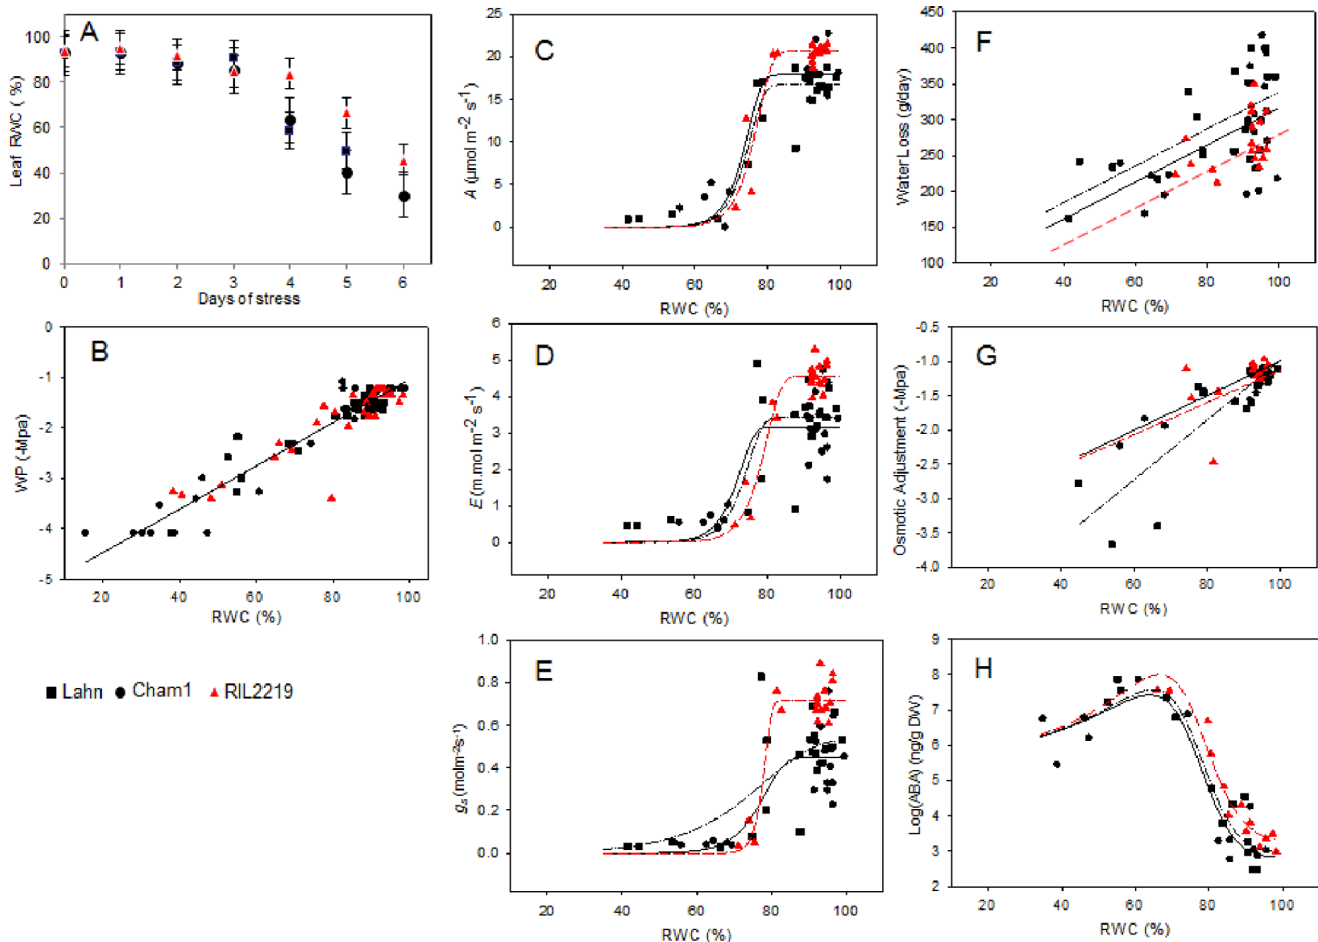 A
Leaf RWC ( %)
100
80
60
40
20
0
0 1 2 3 4 5 6
Days of stress
B
WP (-Mpa)
-0
-1
-2
-3
-4
-5
20 40 60 80 100
RWC (%)
Lahn Cham1 RIL2219
C
A (µmol m-2 s-1)
25
20
15
10
5
0
20 40 60 80 100
RWC (%)
D
E (mmol m-2 s-1)
6
5
4
3
2
1
0
20 40 60 80 100
RWC (%)
E
gs (molm-2s-1)
1.0
0.8
0.6
0.4
0.2
0.0
20 40 60 80 100
RWC (%)
F
Water Loss (g/day)
450
400
350
300
250
200
150
100
20 40 60 80 100
RWC (%)
G
Osmotic Adjustment (-Mpa)
-0.5
-1.0
-1.5
-2.0
-2.5
-3.0
-3.5
-4.0
20 40 60 80 100
RWC (%)
H
Log(ABA) (ng/g DW)
9
8
7
6
5
4
3
2
20 40 60 80 100
RWC (%)